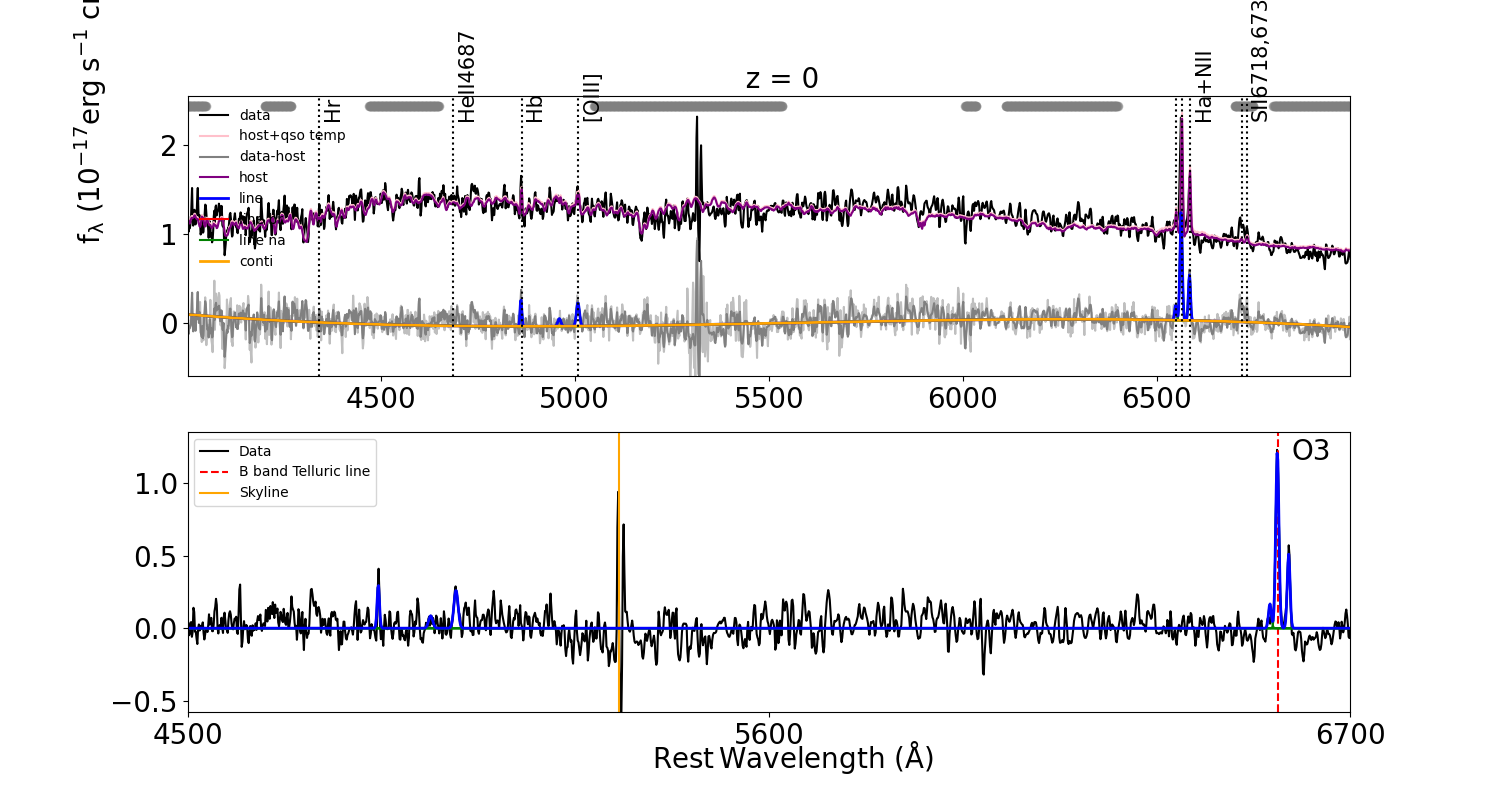 f_λ (10^{-17} erg s^{-1} c
z = 0
Hr
HeII4687
Hb
[OIII]
Ha+NII
SII6718,673
data
host+qso temp
data-host
host
line
line na
conti
2
1
0
4500 5000 5500 6000 6500
Data
B band Telluric line
Skyline
O3
1.0
0.5
0.0
−0.5
4500 5600 6700
Rest Wavelength (Å)